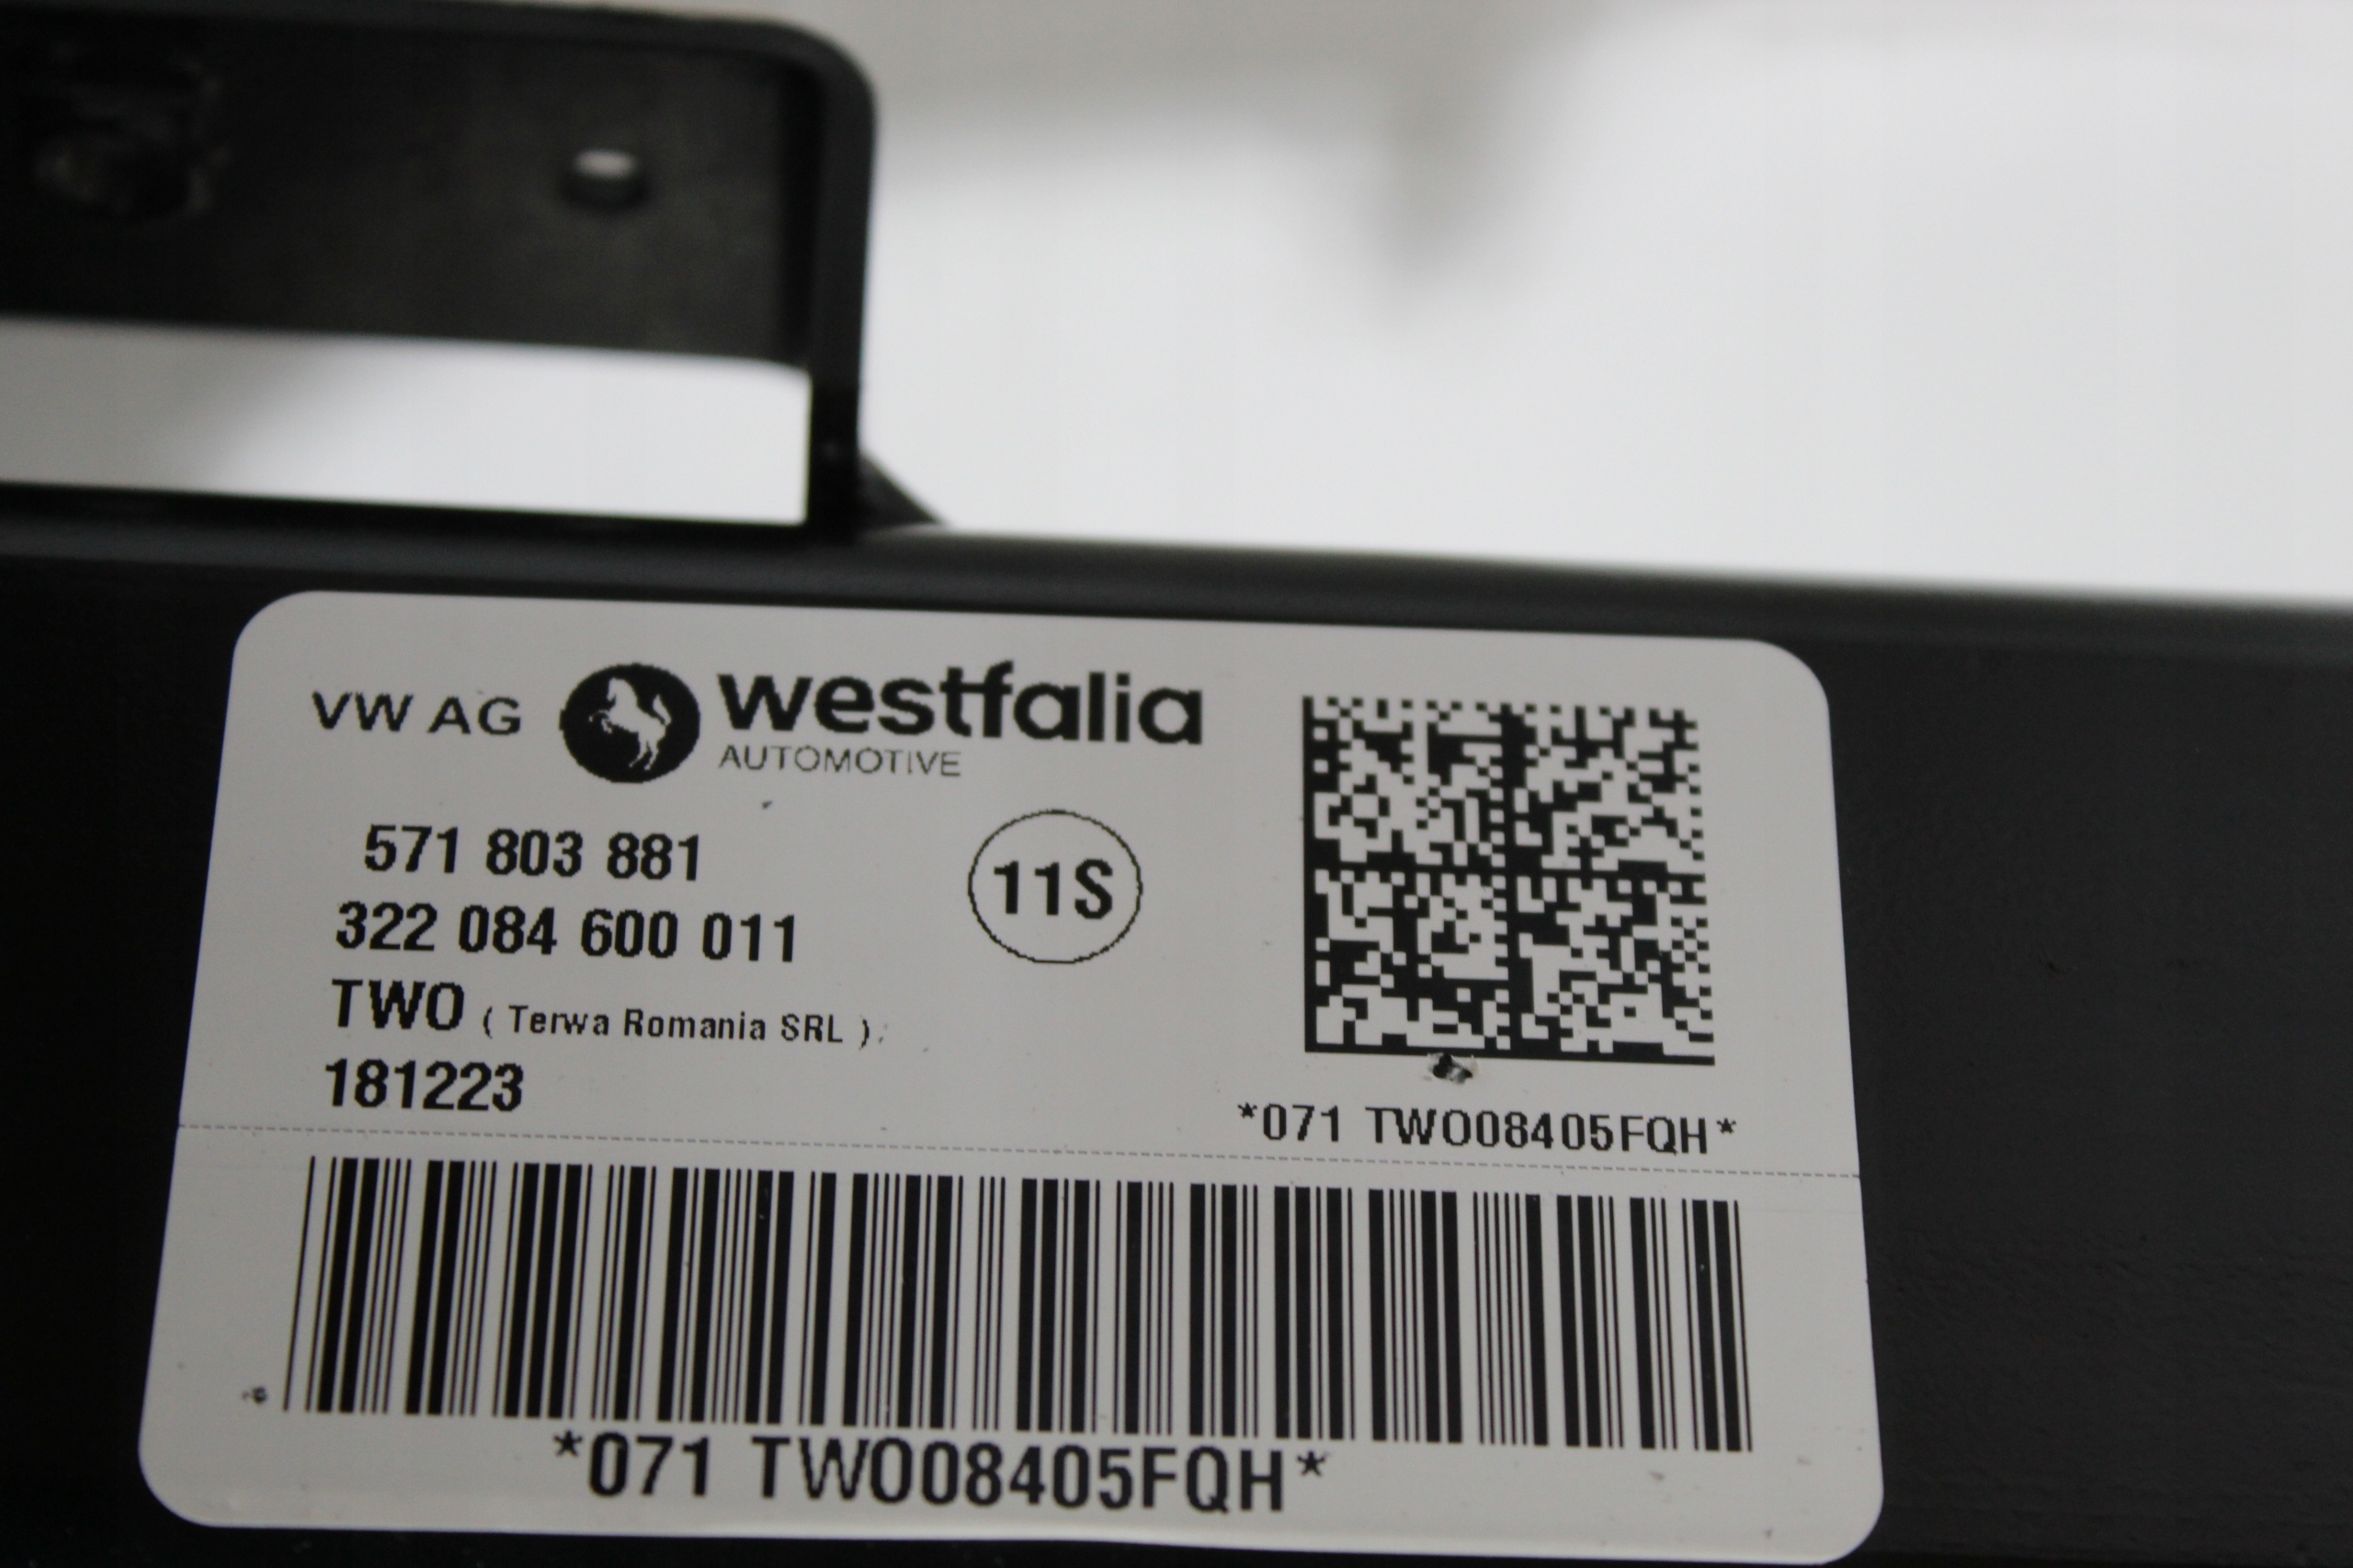 VW AG westfalia
AUTOMOTIVE
571 803 881
11S
322 084 600 011
TWO ( Terwa Romania SRL )
181223
*071 TWO08405FQH*
*071 TWO08405FQH*